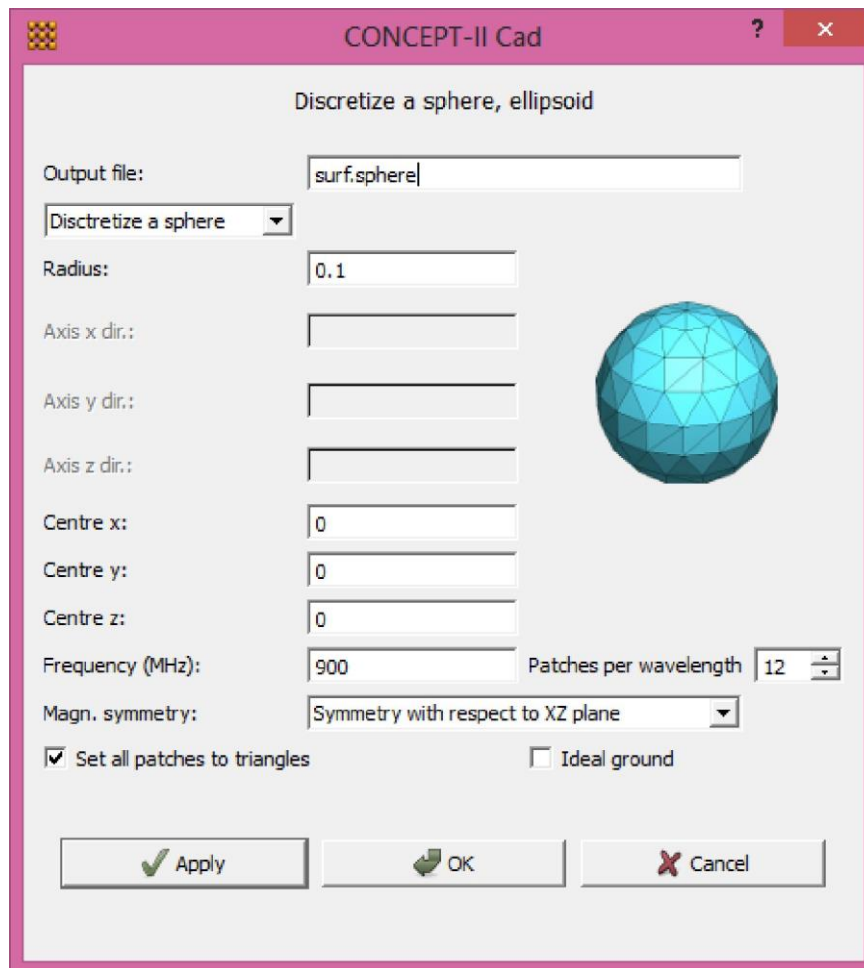 CONCEPT-II Cad ?
Discretize a sphere, ellipsoid
Output file: surf.sphere
Disctretize a sphere
Radius: 0.1
Axis x dir.:
Axis y dir.:
Axis z dir.:
Centre x: 0
Centre y: 0
Centre z: 0
Frequency (MHz): 900 Patches per wavelength 12
Magn. symmetry: Symmetry with respect to XZ plane
Set all patches to triangles Ideal ground
Apply OK Cancel